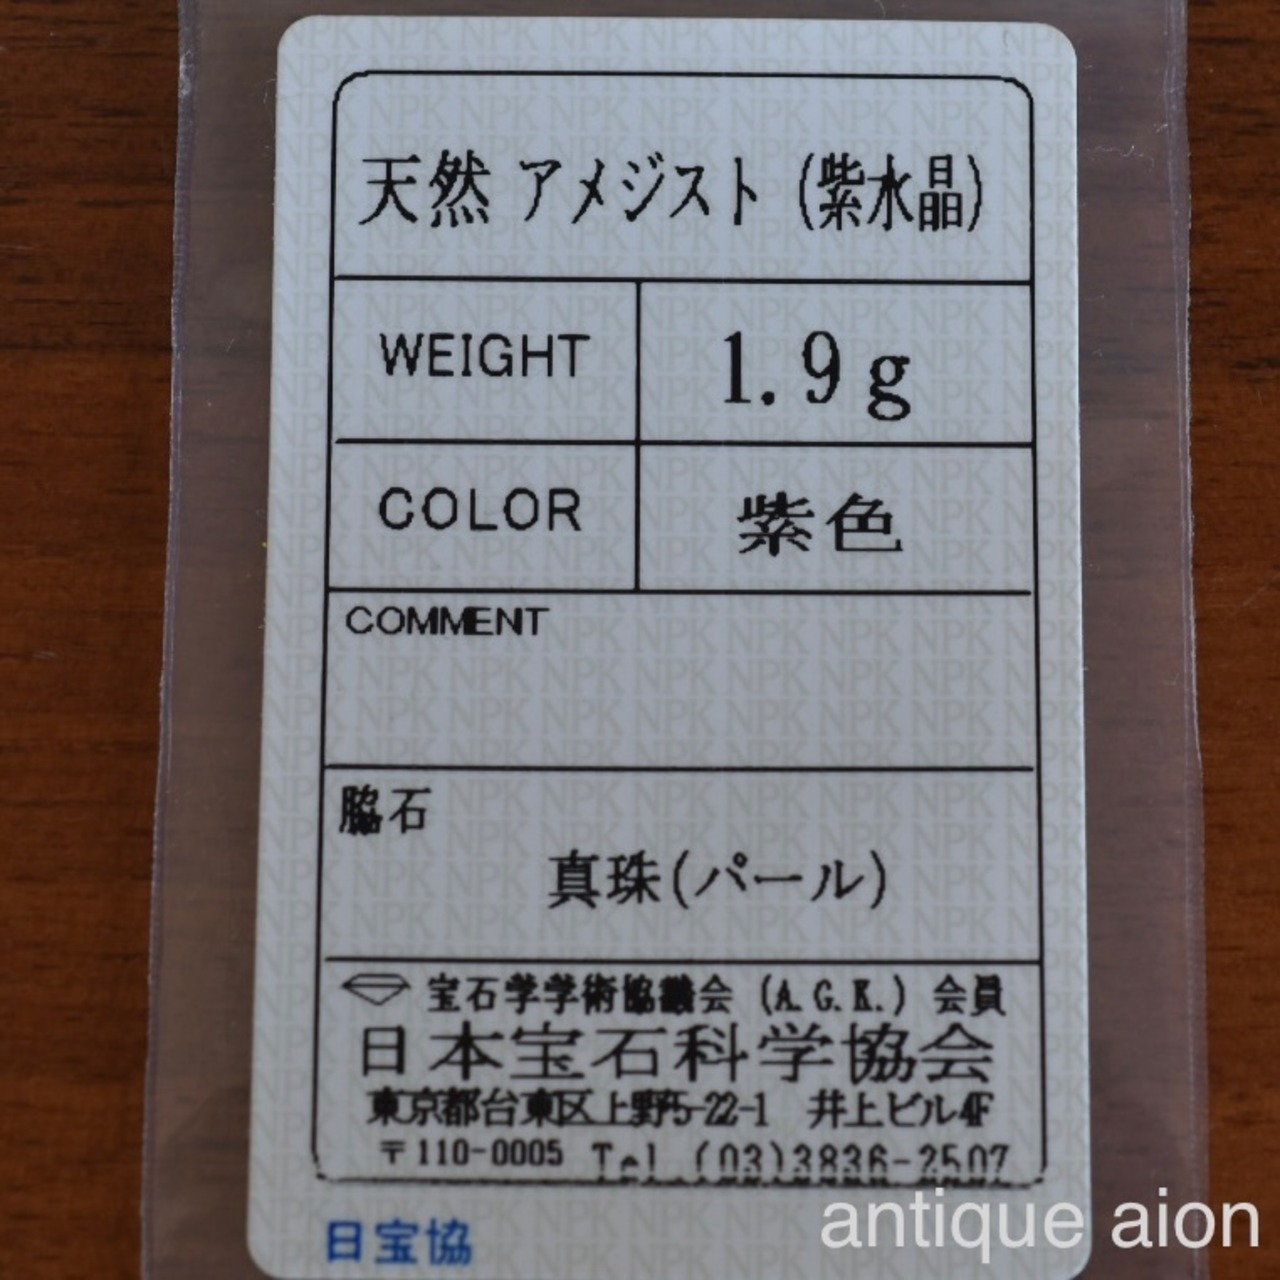 天然 アメジスト (紫水晶)
WEIGHT 1.9g
COLOR 紫色
COMMENT
脇石
真珠(パール)
宝石学学術協議会 (A.G.K.) 会員
日本宝石科学協会
東京都台東区上野5-22-1 井上ビル4F
〒110-0005 Tel.(03)3836-2507
日宝協
antique aion